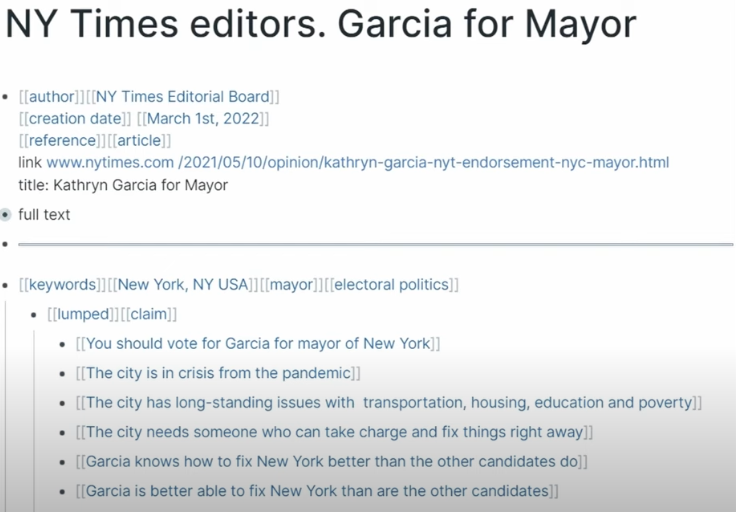 NY Times editors. Garcia for Mayor
[[author]][[NY Times Editorial Board]]
[[creation date]] [[March 1st, 2022]]
[[reference]][[article]]
link www.nytimes.com /2021/05/10/opinion/kathryn-garcia-nyt-endorsement-nyc-mayor.html
title: Kathryn Garcia for Mayor
full text
[[keywords]][[New York, NY USA]][[mayor]][[electoral politics]]
[[lumped]][[claim]]
[[You should vote for Garcia for mayor of New York]]
[[The city is in crisis from the pandemic]]
[[The city has long-standing issues with  transportation, housing, education and poverty]]
[[The city needs someone who can take charge and fix things right away]]
[[Garcia knows how to fix New York better than the other candidates do]]
[[Garcia is better able to fix New York than are the other candidates]]